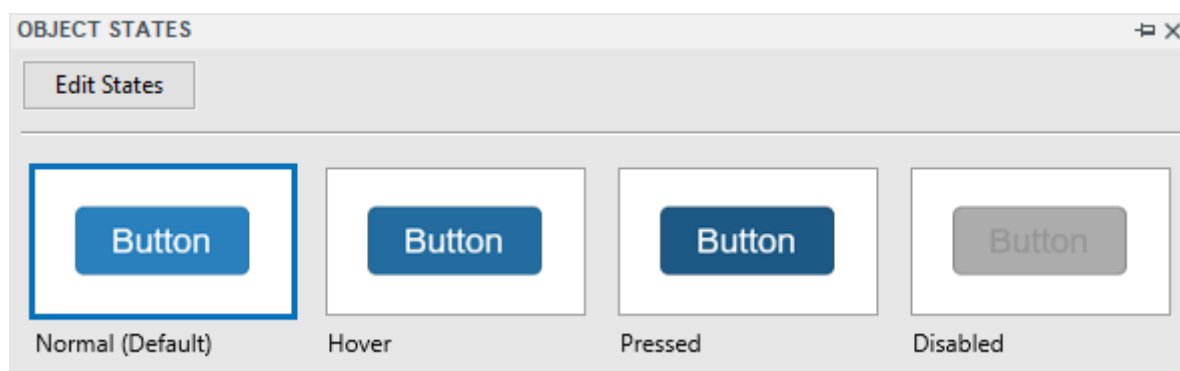 OBJECT STATES
Edit States
Button
Button
Button
Button
Normal (Default)
Hover
Pressed
Disabled